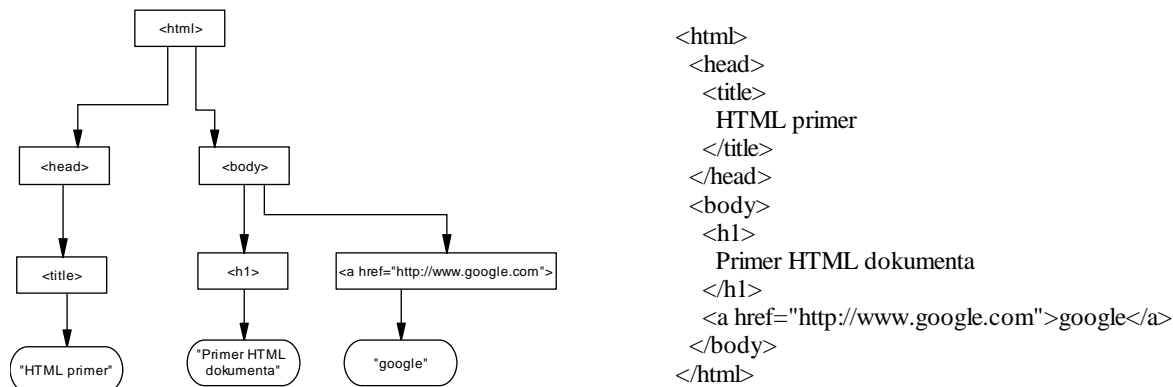 <html>
<head>
<body>
<title>
<h1>
<a href="http://www.google.com">
"HTML primer"
"Primer HTML
dokumenta"
"google"
<html>
<head>
<title>
HTML primer
</title>
</head>
<body>
<h1>
Primer HTML dokumenta
</h1>
<a href="http://www.google.com">google</a>
</body>
</html>